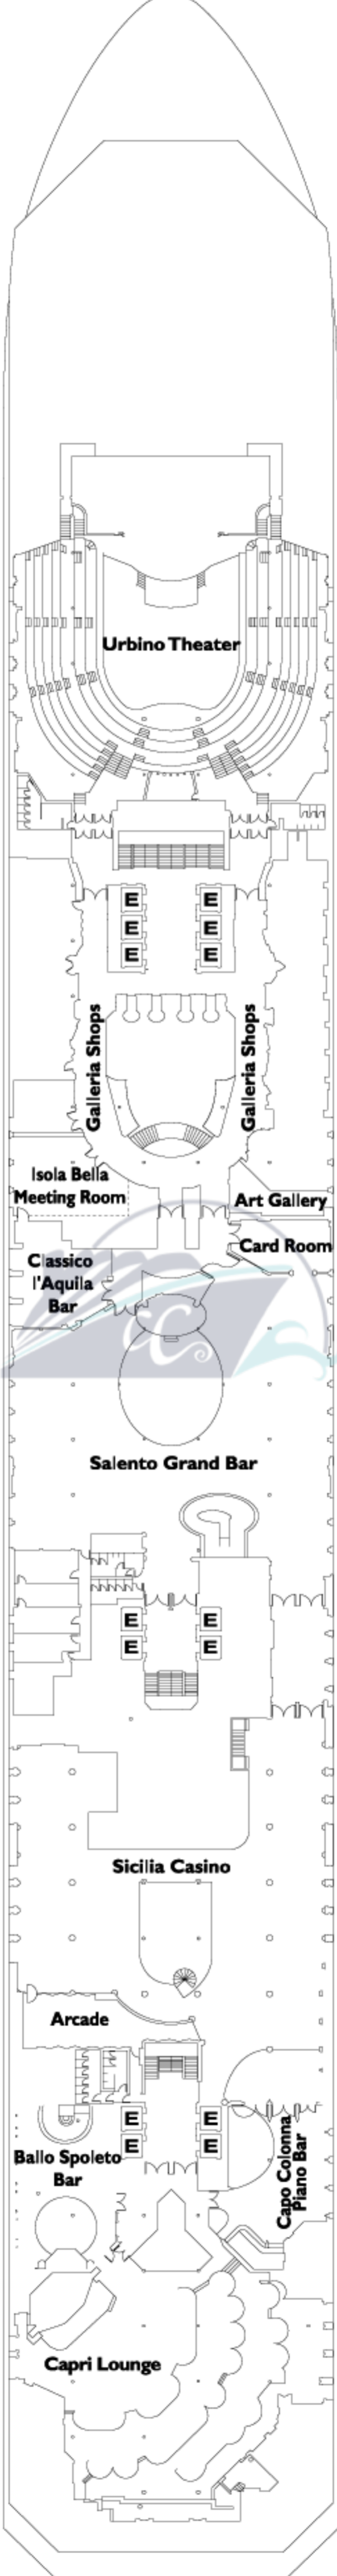 Urbino Theater
E E
E E
E E
Galleria Shops
Galleria Shops
Isola Bella
Meeting Room
Art Gallery
Card Room
Classico
l'Aquila
Bar
Salento Grand Bar
E E
E E
Sicilia Casino
Arcade
E E
E E
Ballo Spoleto
Bar
Capo Colonna
Piano Bar
Capri Lounge